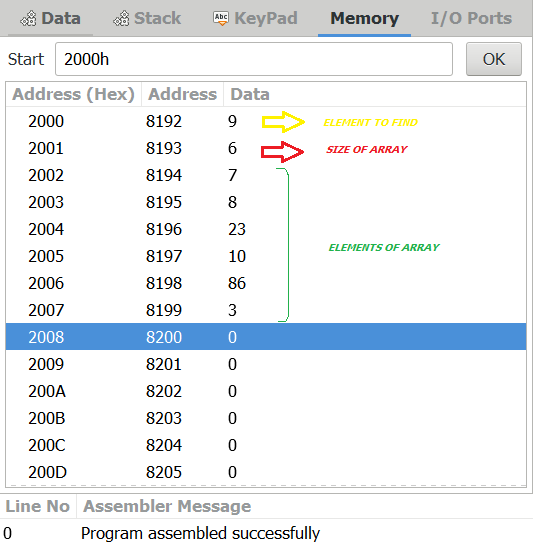 Data Stack Abc KeyPad Memory I/O Ports
Start 2000h OK
Address (Hex) Address Data
2000 8192 9 ELEMENT TO FIND
2001 8193 6 SIZE OF ARRAY
2002 8194 7
2003 8195 8
2004 8196 23
2005 8197 10 ELEMENTS OF ARRAY
2006 8198 86
2007 8199 3
2008 8200 0
2009 8201 0
200A 8202 0
200B 8203 0
200C 8204 0
200D 8205 0
Line No Assembler Message
0 Program assembled successfully